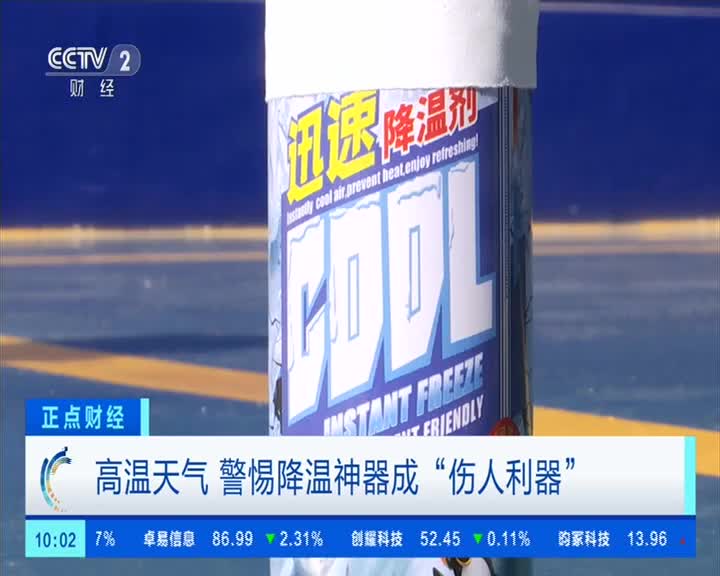 CCTV 2
财经
迅速降温剂
Instantly cool air,prevent heat,enjoy refreshing!
COOL
INSTANT FREEZE
FRIENDLY
正点财经
高温天气 警惕降温神器成“伤人利器”
10:02 7% 卓易信息 86.99 ▼2.31% 创耀科技 52.45 ▼0.11% 昀冢科技 13.96